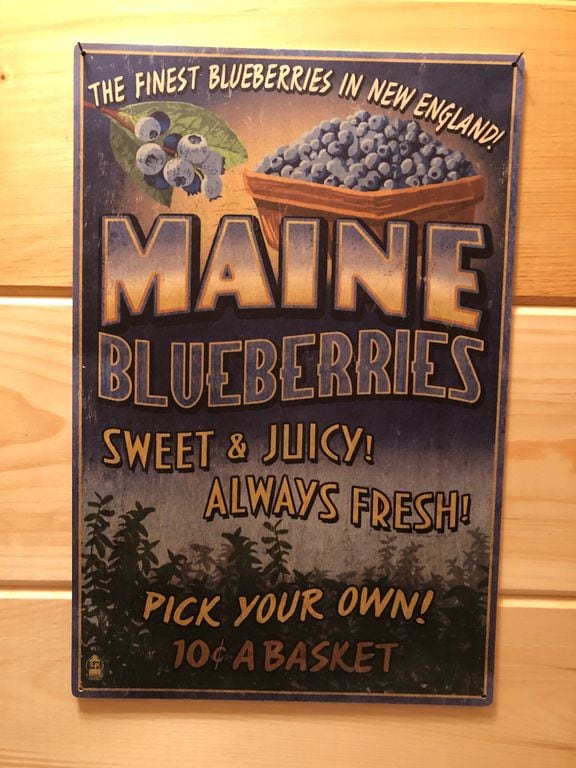 THE FINEST BLUEBERRIES IN NEW ENGLAND!
MAINE
BLUEBERRIES
SWEET & JUICY!
ALWAYS FRESH!
PICK YOUR OWN!
10¢ A BASKET